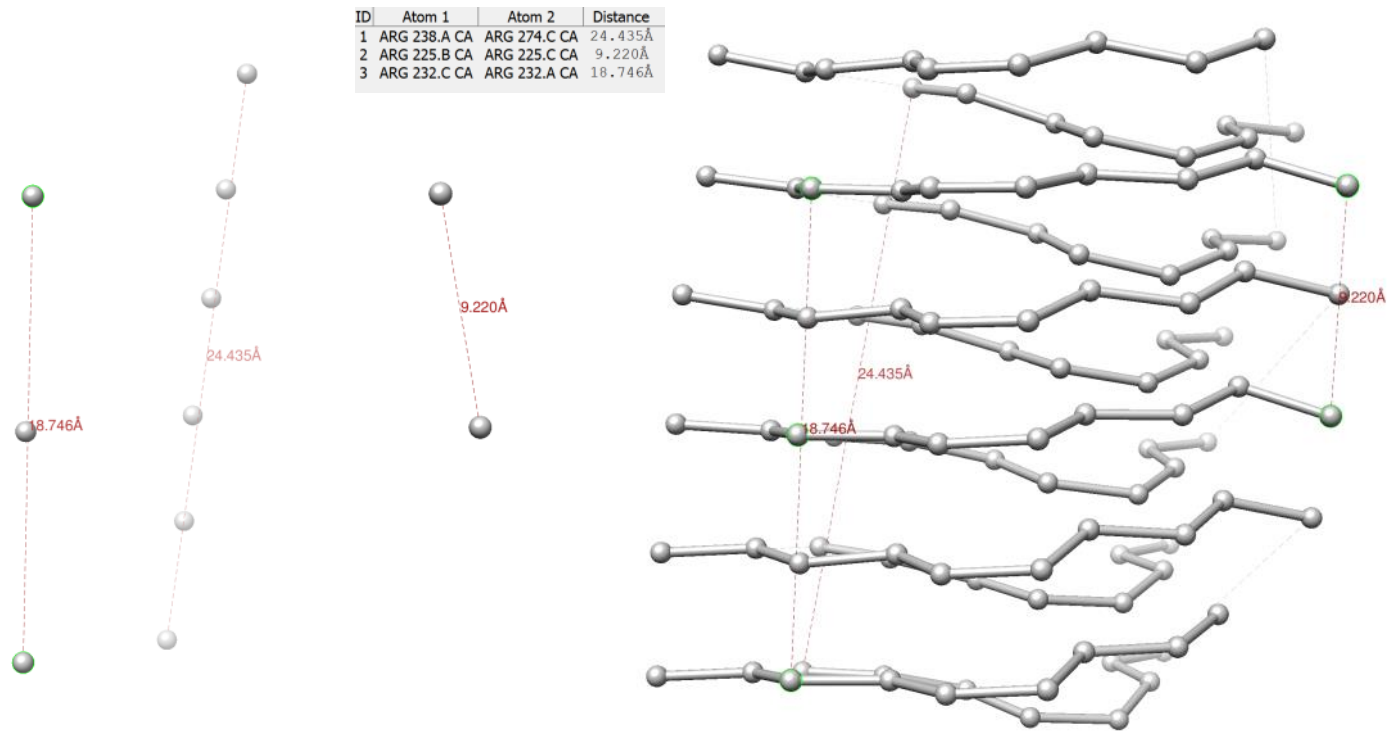 ID Atom 1 Atom 2 Distance
1 ARG 238.A CA ARG 274.C CA 24.435Å
2 ARG 225.B CA ARG 225.C CA 9.220Å
3 ARG 232.C CA ARG 232.A CA 18.746Å
9.220Å
24.435Å
18.746Å
9.220Å
24.435Å
18.746Å